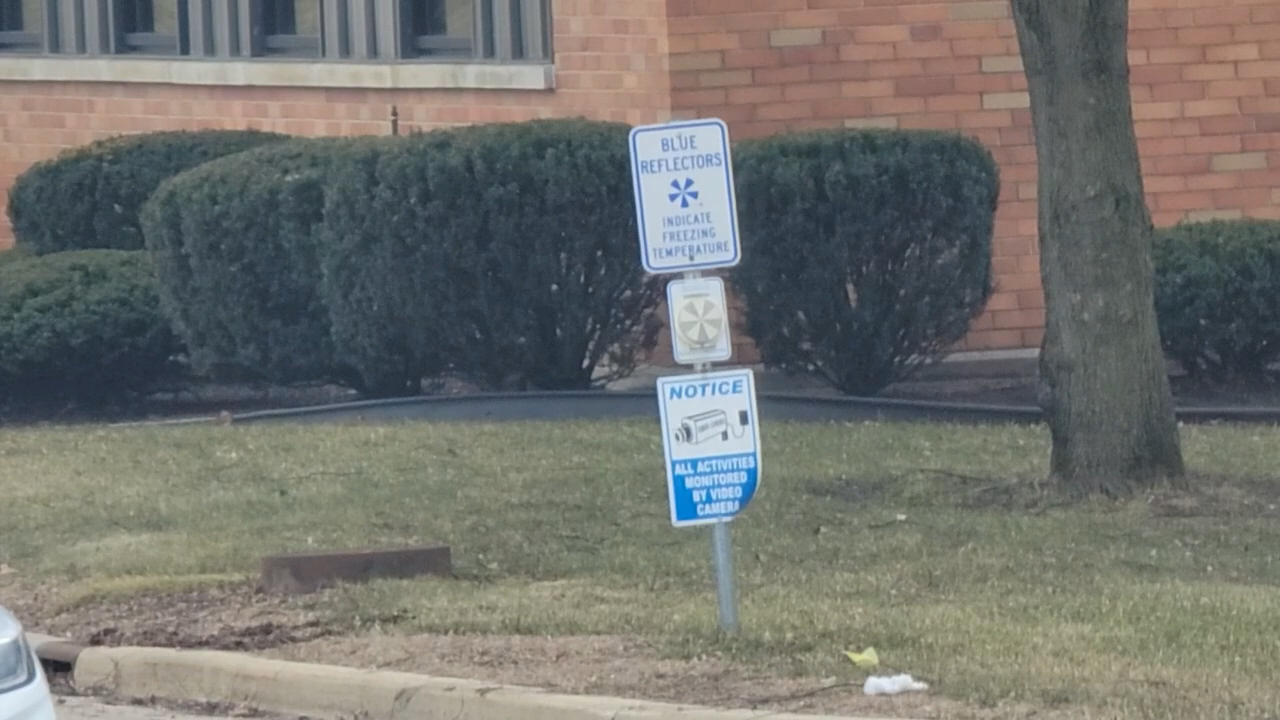 BLUE
REFLECTORS
INDICATE
FREEZING
TEMPERATURE
NOTICE
ALL ACTIVITIES
MONITORED
BY VIDEO
CAMERA